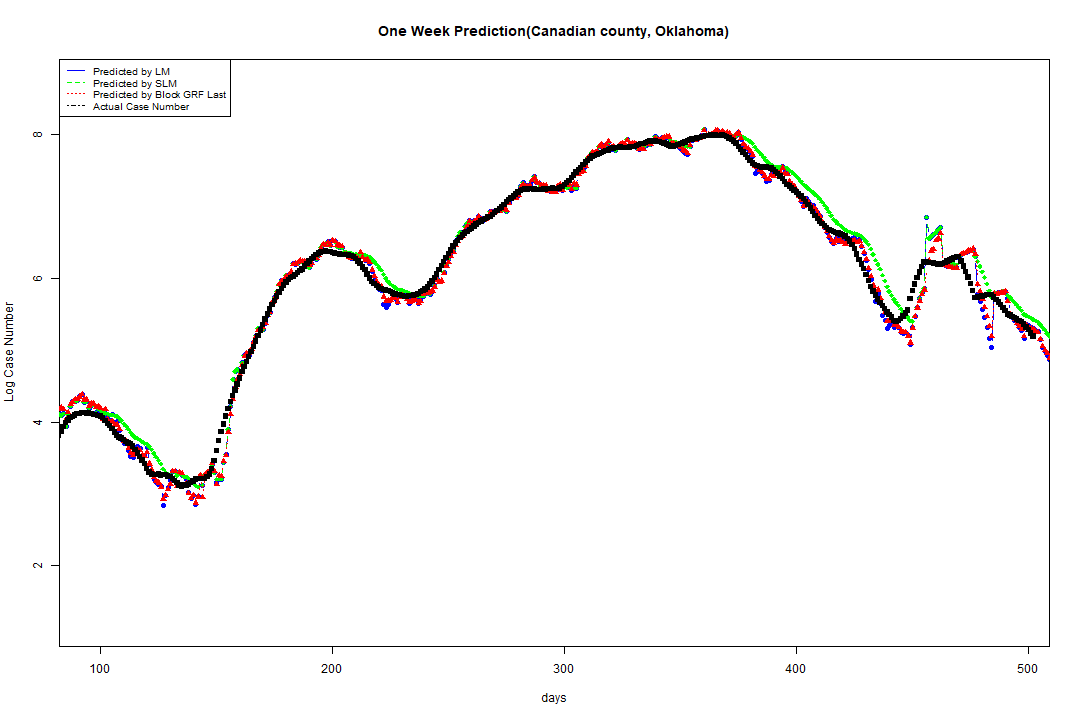 One Week Prediction(Canadian county, Oklahoma)
Predicted by LM
Predicted by SLM
Predicted by Block GRF Last
Actual Case Number
8
6
4
2
Log Case Number
100 200 300 400 500
days